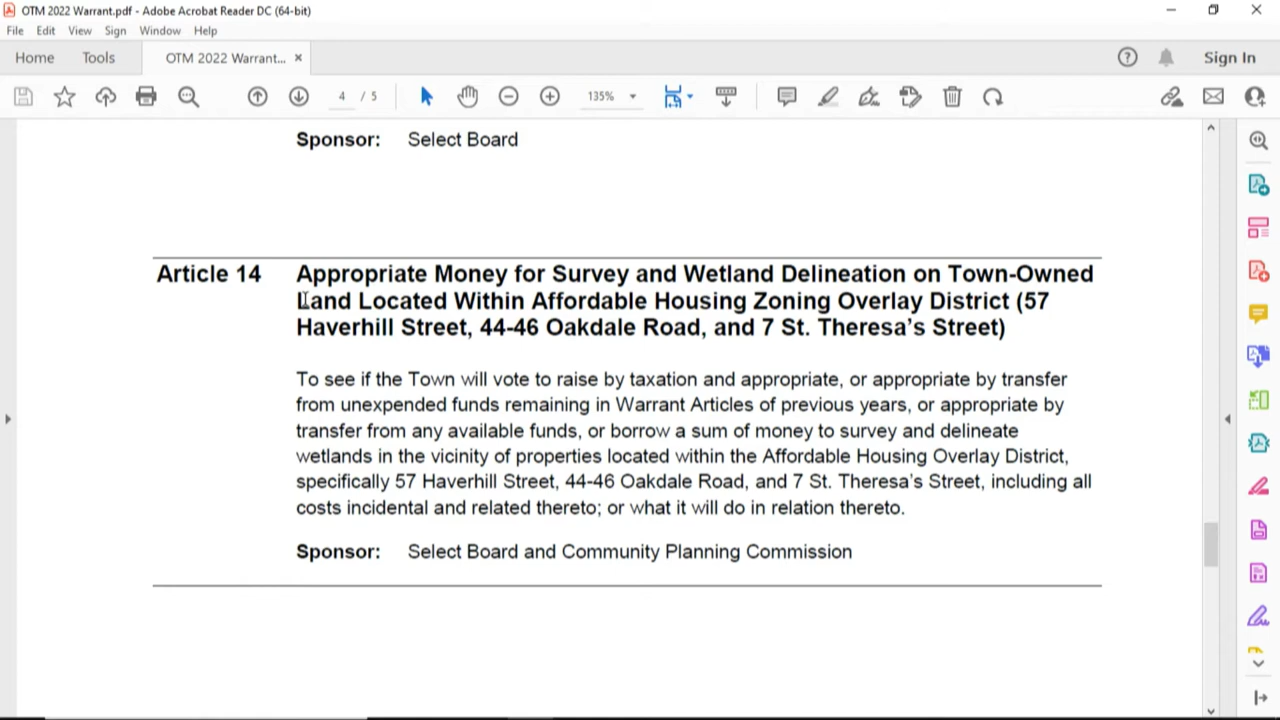 OTM 2022 Warrant.pdf - Adobe Acrobat Reader DC (64-bit)
File Edit View Sign Window Help
Home Tools OTM 2022 Warrant... × Sign In
4 / 5 135%
Sponsor: Select Board
Article 14 Appropriate Money for Survey and Wetland Delineation on Town-Owned
Land Located Within Affordable Housing Zoning Overlay District (57
Haverhill Street, 44-46 Oakdale Road, and 7 St. Theresa’s Street)
To see if the Town will vote to raise by taxation and appropriate, or appropriate by transfer
from unexpended funds remaining in Warrant Articles of previous years, or appropriate by
transfer from any available funds, or borrow a sum of money to survey and delineate
wetlands in the vicinity of properties located within the Affordable Housing Overlay District,
specifically 57 Haverhill Street, 44-46 Oakdale Road, and 7 St. Theresa’s Street, including all
costs incidental and related thereto; or what it will do in relation thereto.
Sponsor: Select Board and Community Planning Commission